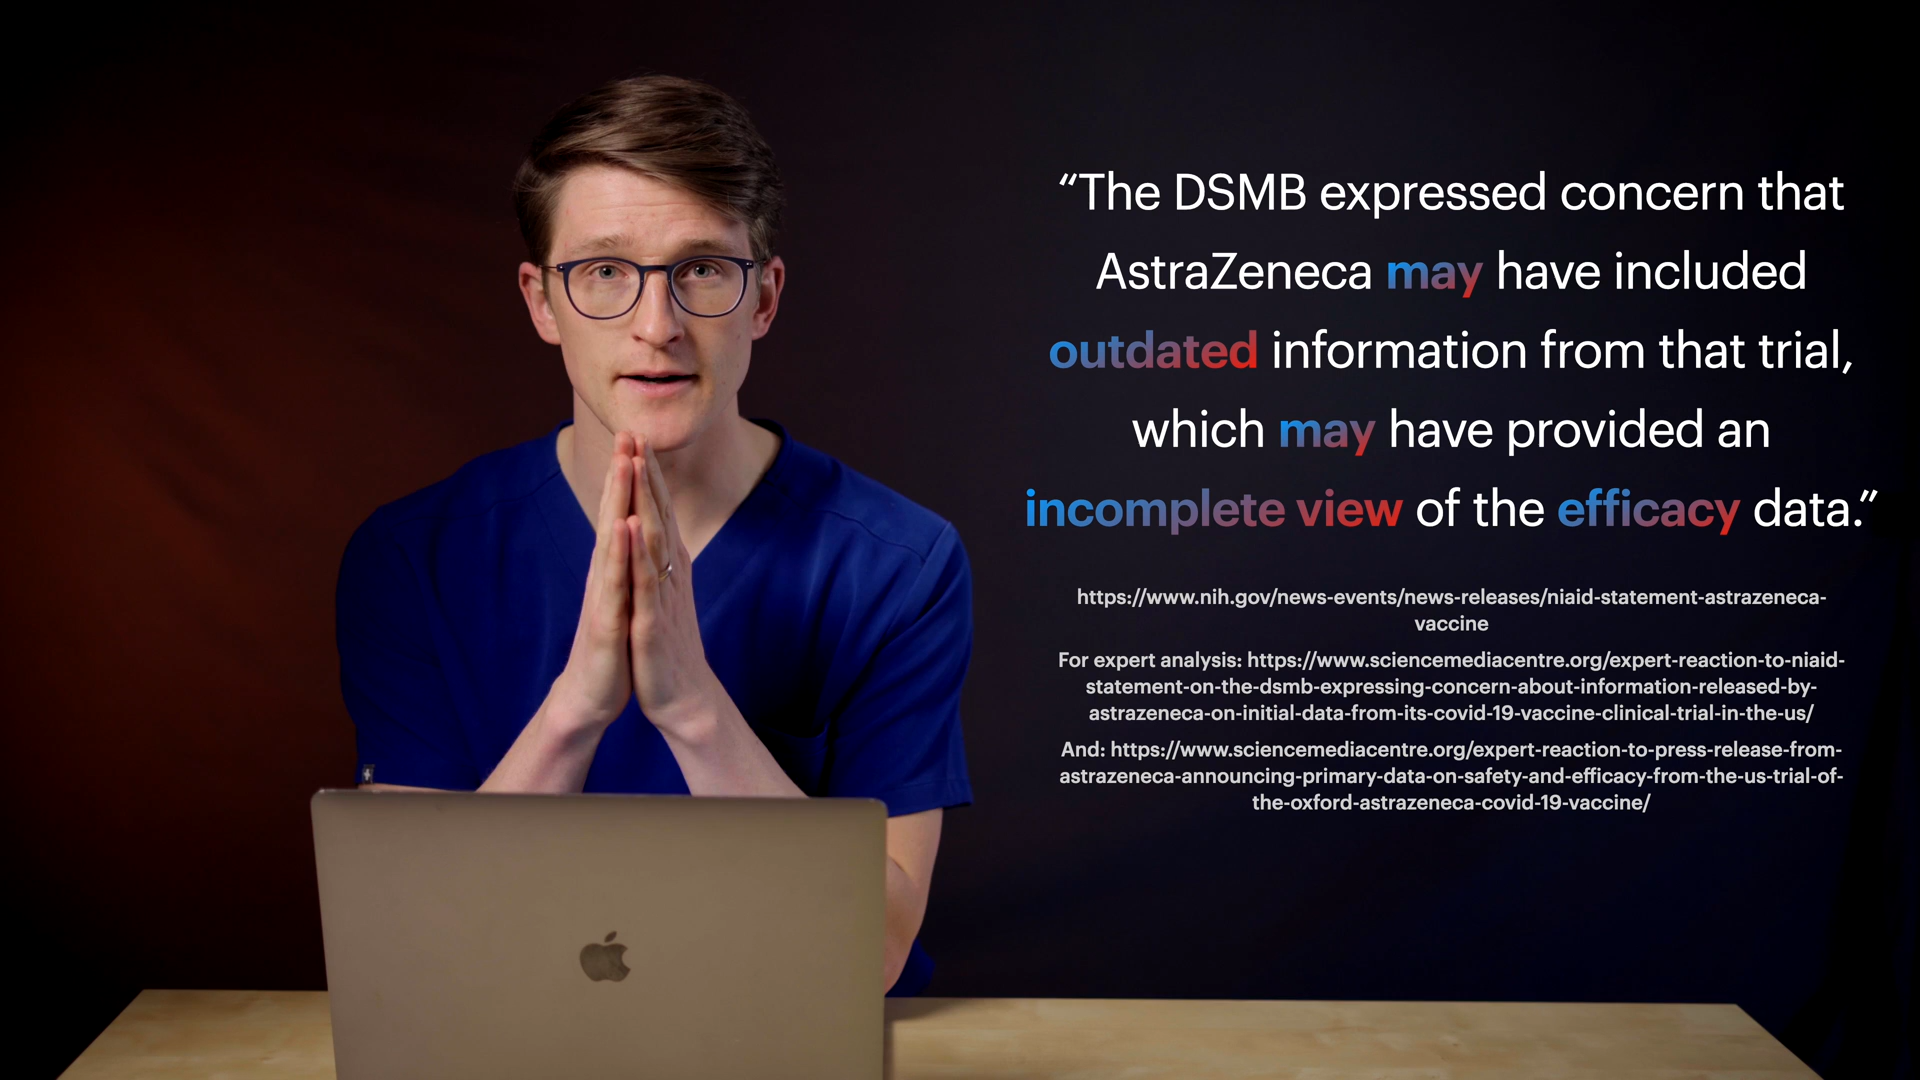 “The DSMB expressed concern that
AstraZeneca may have included
outdated information from that trial,
which may have provided an
incomplete view of the efficacy data.”
https://www.nih.gov/news-events/news-releases/niaid-statement-astrazeneca-
vaccine
For expert analysis: https://www.sciencemediacentre.org/expert-reaction-to-niaid-
statement-on-the-dsmb-expressing-concern-about-information-released-by-
astrazeneca-on-initial-data-from-its-covid-19-vaccine-clinical-trial-in-the-us/
And: https://www.sciencemediacentre.org/expert-reaction-to-press-release-from-
astrazeneca-announcing-primary-data-on-safety-and-efficacy-from-the-us-trial-of-
the-oxford-astrazeneca-covid-19-vaccine/